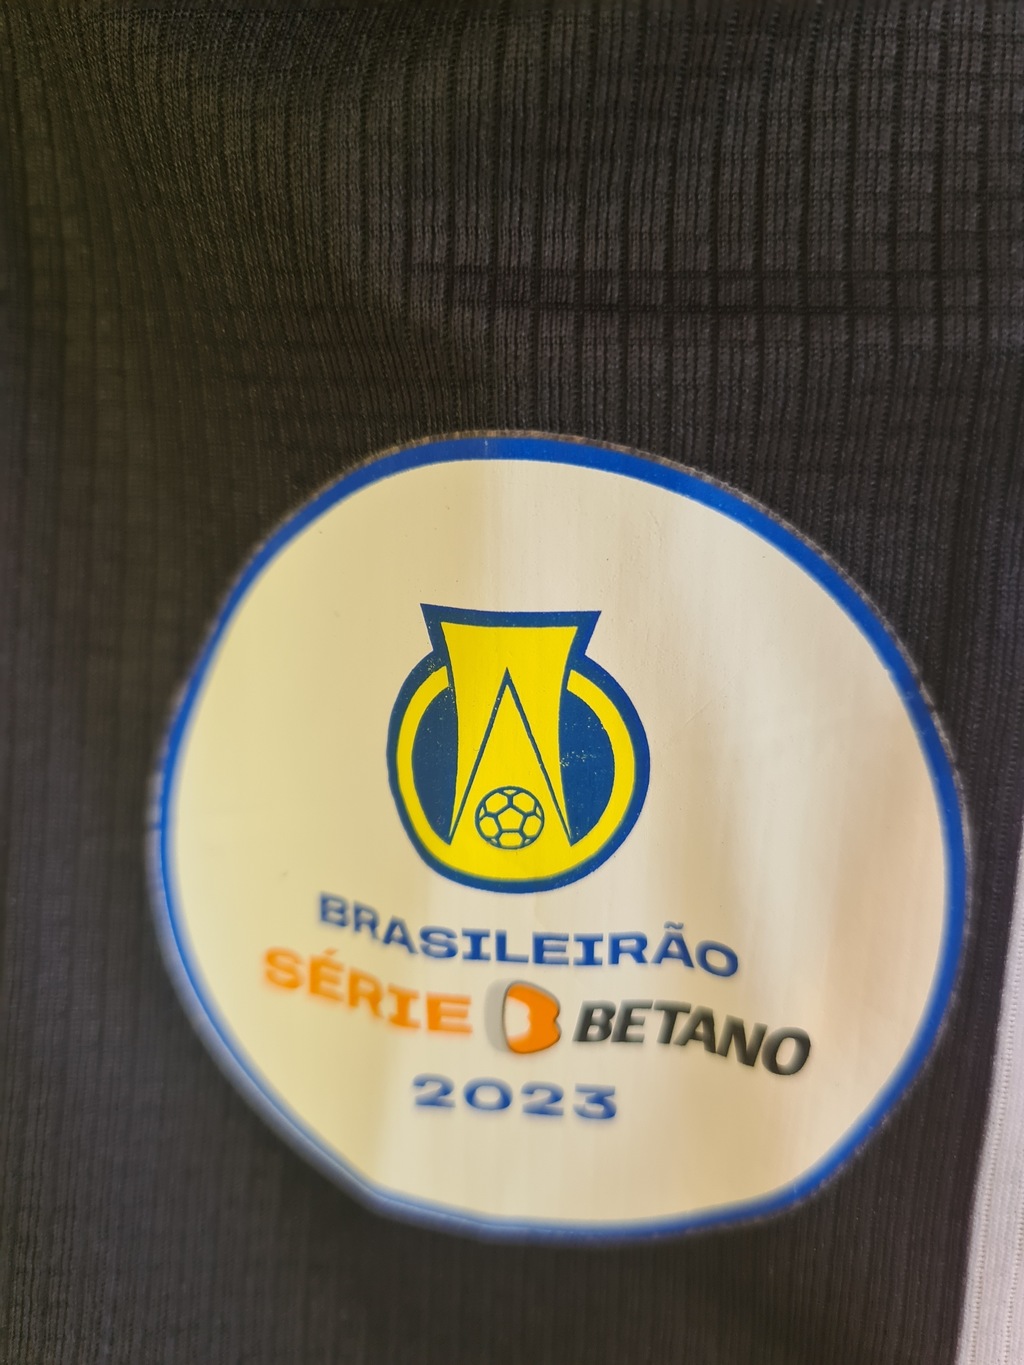 BRASILEIRÃO
SÉRIE B BETANO
2023